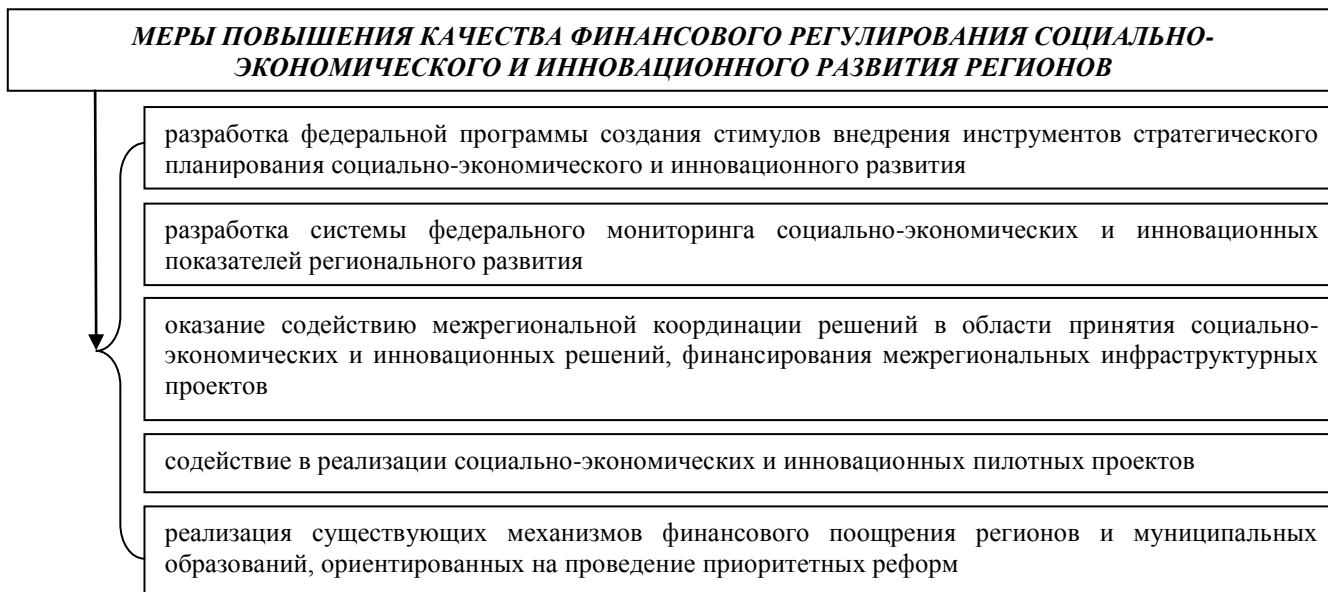 МЕРЫ ПОВЫШЕНИЯ КАЧЕСТВА ФИНАНСОВОГО РЕГУЛИРОВАНИЯ СОЦИАЛЬНО-
ЭКОНОМИЧЕСКОГО И ИННОВАЦИОННОГО РАЗВИТИЯ РЕГИОНОВ
разработка федеральной программы создания стимулов внедрения инструментов стратегического
планирования социально-экономического и инновационного развития
разработка системы федерального мониторинга социально-экономических и инновационных
показателей регионального развития
оказание содействию межрегиональной координации решений в области принятия социально-
экономических и инновационных решений, финансирования межрегиональных инфраструктурных
проектов
содействие в реализации социально-экономических и инновационных пилотных проектов
реализация существующих механизмов финансового поощрения регионов и муниципальных
образований, ориентированных на проведение приоритетных реформ